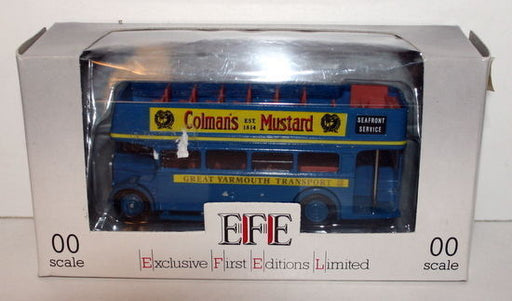 Colman's EST 1814 Mustard
SEAFRONT
SERVICE
GREAT YARMOUTH TRANSPORT
00
scale
EFE
Exclusive First Editions Limited
00
scale